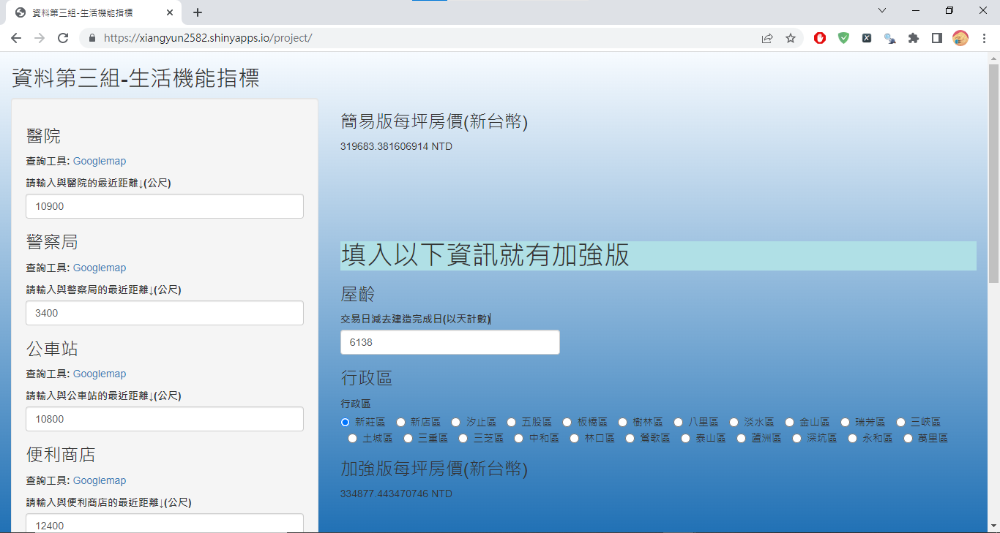 資料第三組-生活機能指標
https://xiangyun2582.shinyapps.io/project/
資料第三組-生活機能指標
醫院
查詢工具: Googlemap
請輸入與醫院的最近距離↓(公尺)
10900
警察局
查詢工具: Googlemap
請輸入與警察局的最近距離↓(公尺)
3400
公車站
查詢工具: Googlemap
請輸入與公車站的最近距離↓(公尺)
10800
便利商店
查詢工具: Googlemap
請輸入與便利商店的最近距離↓(公尺)
12400
簡易版每坪房價(新台幣)
319683.381606914 NTD
填入以下資訊就有加強版
屋齡
交易日減去建造完成日(以天計數)
6138
行政區
行政區
新莊區 新店區 汐止區 五股區 板橋區 樹林區 八里區 淡水區 金山區 瑞芳區 三峽區
土城區 三重區 三芝區 中和區 林口區 鶯歌區 泰山區 蘆洲區 深坑區 永和區 萬里區
加強版每坪房價(新台幣)
334877.443470746 NTD